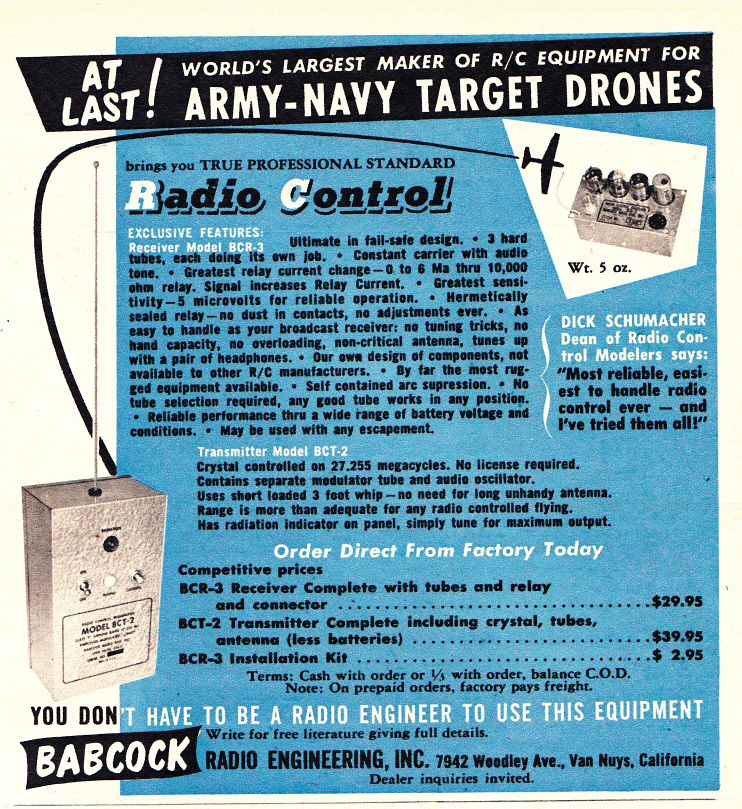 AT LAST!
WORLD'S LARGEST MAKER OF R/C EQUIPMENT FOR
ARMY-NAVY TARGET DRONES
brings you TRUE PROFESSIONAL STANDARD
Radio Control
Wt. 5 oz.
EXCLUSIVE FEATURES:
Receiver Model BCR-3 Ultimate in fail-safe design. • 3 hard
tubes, each doing its own job. • Constant carrier with audio
tone. • Greatest relay current change—0 to 6 Ma thru 10,000
ohm relay. Signal increases Relay Current. • Greatest sensi-
tivity—5 microvolts for reliable operation. • Hermetically
sealed relay—no dust in contacts, no adjustments ever. • As
easy to handle as your broadcast receiver: no tuning tricks, no
hand capacity, no overloading, non-critical antenna, tunes up
with a pair of headphones. • Our own design of components, not
available to other R/C manufacturers. • By far the most rug-
ged equipment available. • Self contained arc supression. • No
tube selection required, any good tube works in any position.
• Reliable performance thru a wide range of battery voltage and
conditions. • May be used with any escapement.
DICK SCHUMACHER
Dean of Radio Con-
trol Modelers says:
"Most reliable, easi-
est to handle radio
control ever — and
I've tried them all!"
Transmitter Model BCT-2
Crystal controlled on 27.255 megacycles. No license required.
Contains separate modulator tube and audio oscillator.
Uses short loaded 3 foot whip—no need for long unhandy antenna.
Range is more than adequate for any radio controlled flying.
Has radiation indicator on panel, simply tune for maximum output.
RADIO CONTROL TRANSMITTER
MODEL BCT-2
Order Direct From Factory Today
Competitive prices
BCR-3 Receiver Complete with tubes and relay
and connector ................................$29.95
BCT-2 Transmitter Complete including crystal, tubes,
antenna (less batteries) ........................$39.95
BCR-3 Installation Kit ..............................$ 2.95
Terms: Cash with order or 1/3 with order, balance C.O.D.
Note: On prepaid orders, factory pays freight.
YOU DON'T HAVE TO BE A RADIO ENGINEER TO USE THIS EQUIPMENT
Write for free literature giving full details.
BABCOCK RADIO ENGINEERING, INC. 7942 Woodley Ave., Van Nuys, California
Dealer inquiries invited.